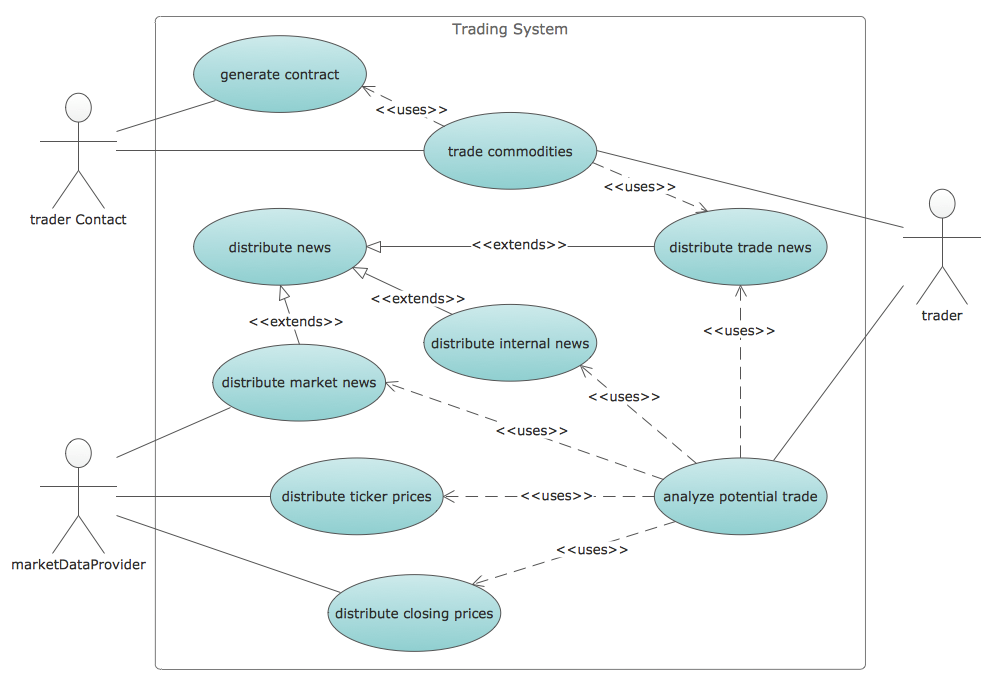 Trading System
generate contract
<<uses>>
trade commodities
trader Contact
<<uses>>
distribute news
<<extends>>
distribute trade news
<<extends>>
trader
<<extends>>
<<uses>>
distribute internal news
distribute market news
<<uses>>
<<uses>>
distribute ticker prices
<<uses>>
analyze potential trade
marketDataProvider
<<uses>>
distribute closing prices